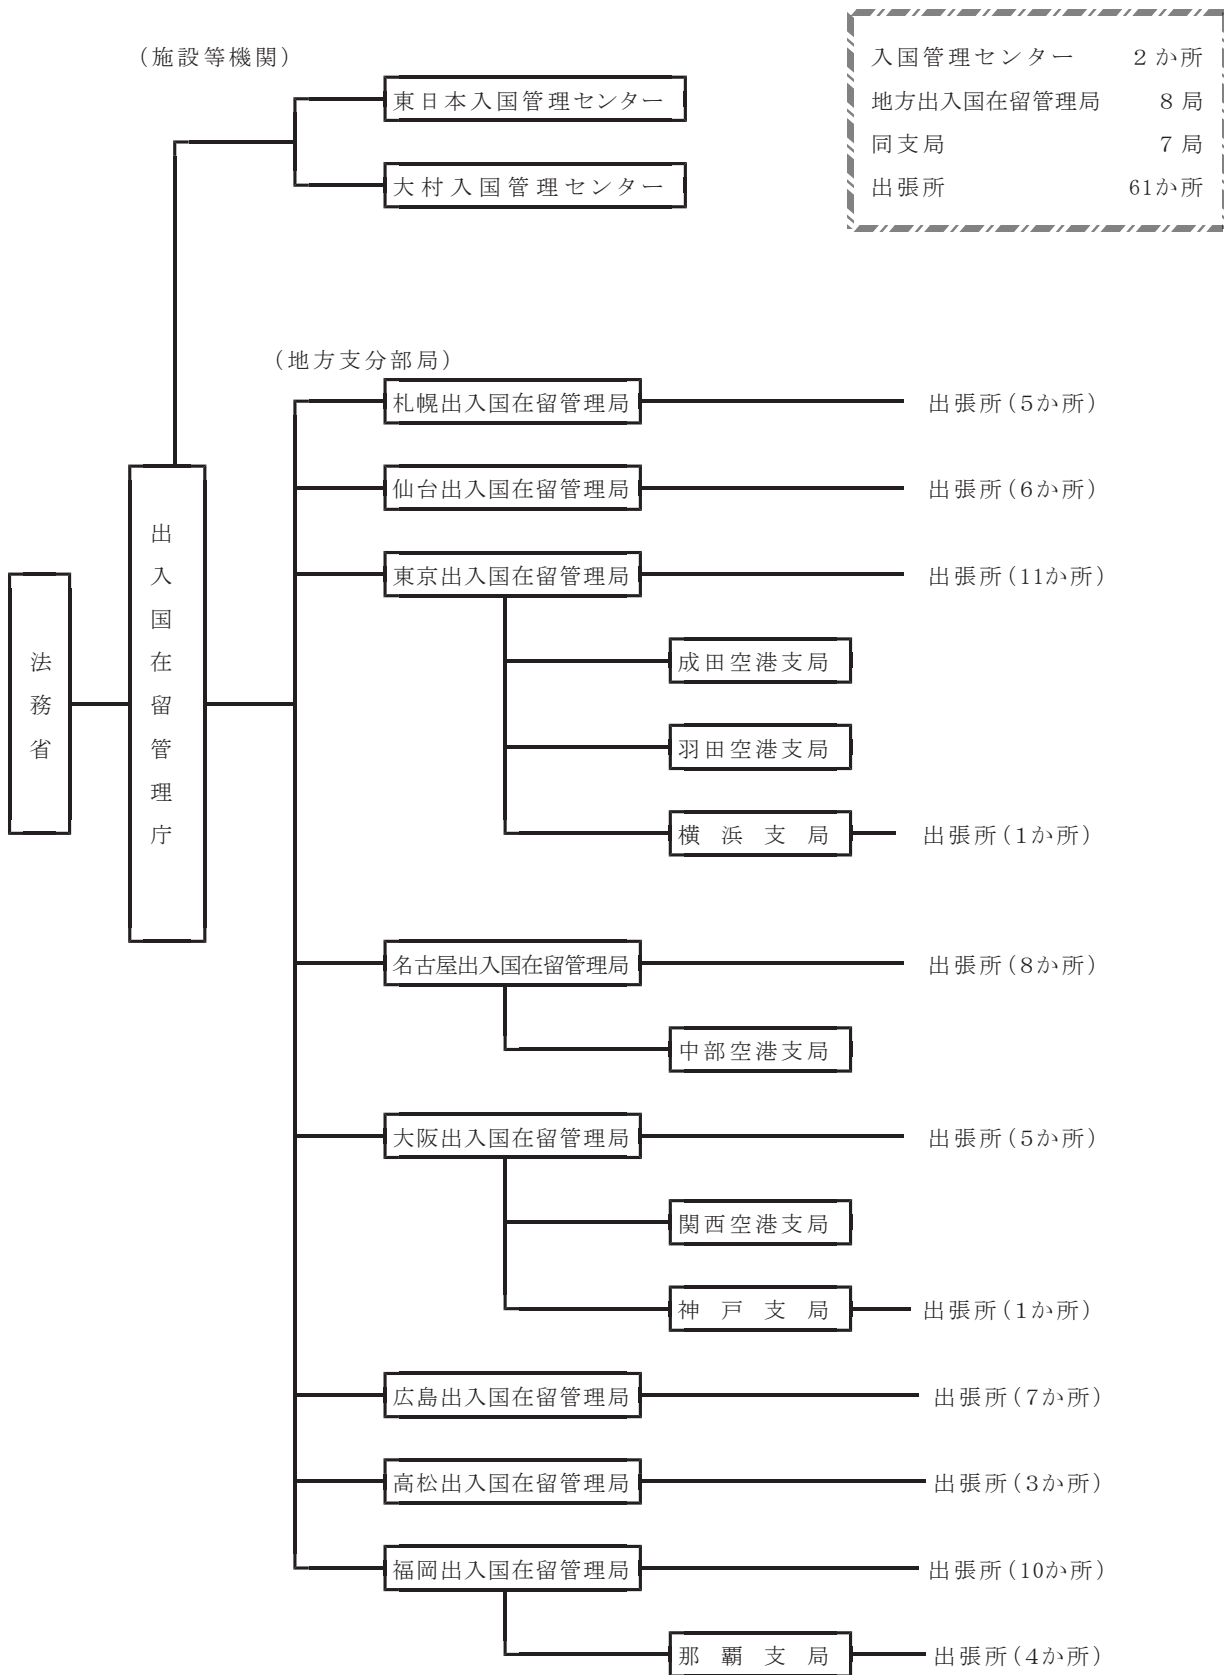 (施設等機関)
入国管理センター 2か所
東日本入国管理センター
地方出入国在留管理局 8局
同支局 7局
大村入国管理センター
出張所 61か所
(地方支分部局)
札幌出入国在留管理局 出張所(5か所)
仙台出入国在留管理局 出張所(6か所)
出入国在留管理庁
東京出入国在留管理局 出張所(11か所)
法務省
成田空港支局
羽田空港支局
横浜支局 出張所(1か所)
名古屋出入国在留管理局 出張所(8か所)
中部空港支局
大阪出入国在留管理局 出張所(5か所)
関西空港支局
神戸支局 出張所(1か所)
広島出入国在留管理局 出張所(7か所)
高松出入国在留管理局 出張所(3か所)
福岡出入国在留管理局 出張所(10か所)
那覇支局 出張所(4か所)